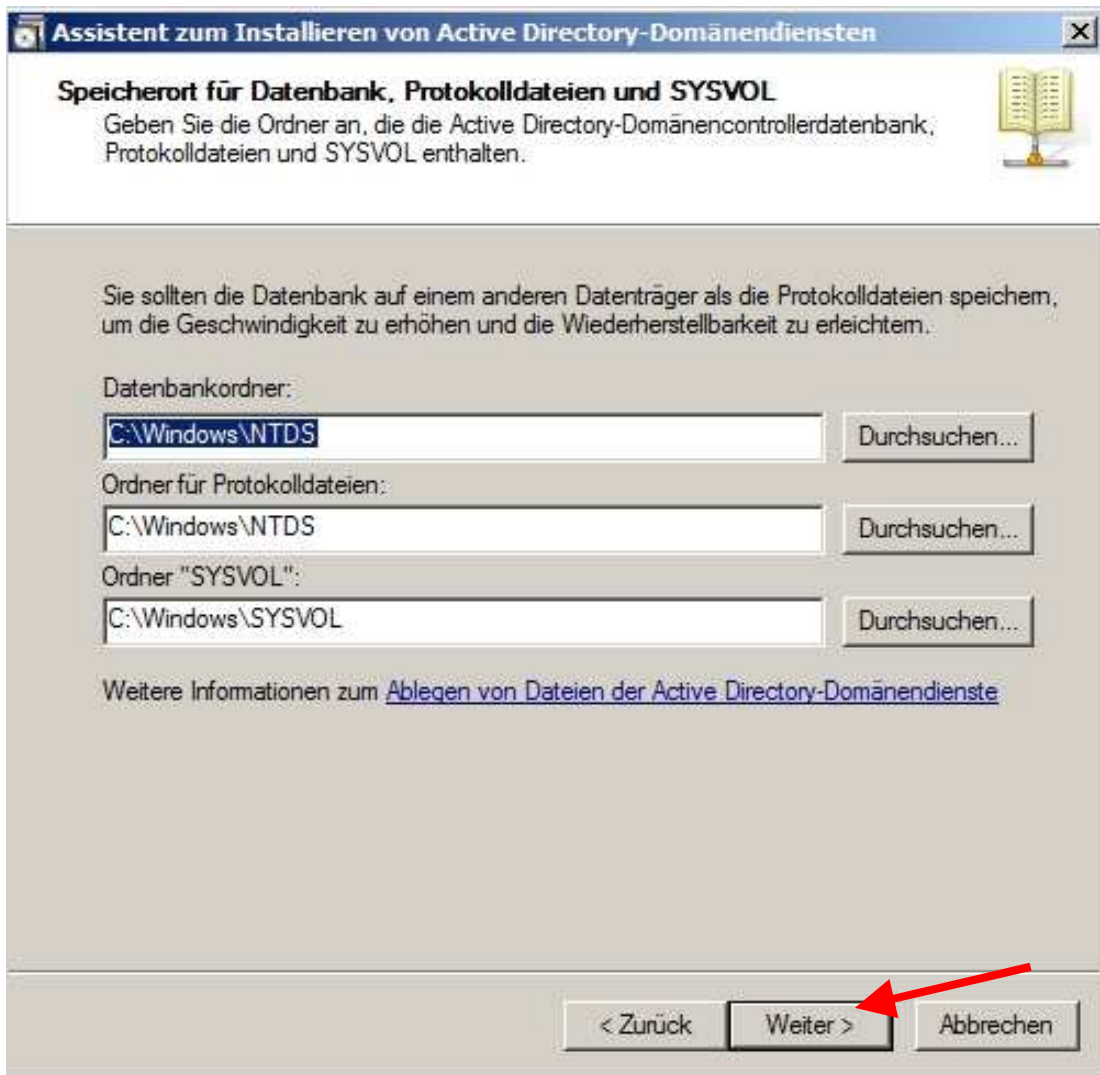 Assistent zum Installieren von Active Directory-Domänendiensten
Speicherort für Datenbank, Protokolldateien und SYSVOL
Geben Sie die Ordner an, die die Active Directory-Domänencontrollerdatenbank,
Protokolldateien und SYSVOL enthalten.
Sie sollten die Datenbank auf einem anderen Datenträger als die Protokolldateien speichern,
um die Geschwindigkeit zu erhöhen und die Wiederherstellbarkeit zu erleichtern.
Datenbankordner:
C:\Windows\NTDS
Durchsuchen...
Ordner für Protokolldateien:
C:\Windows\NTDS
Durchsuchen...
Ordner "SYSVOL":
C:\Windows\SYSVOL
Durchsuchen...
Weitere Informationen zum Ablegen von Dateien der Active Directory-Domänendienste
< Zurück
Weiter >
Abbrechen